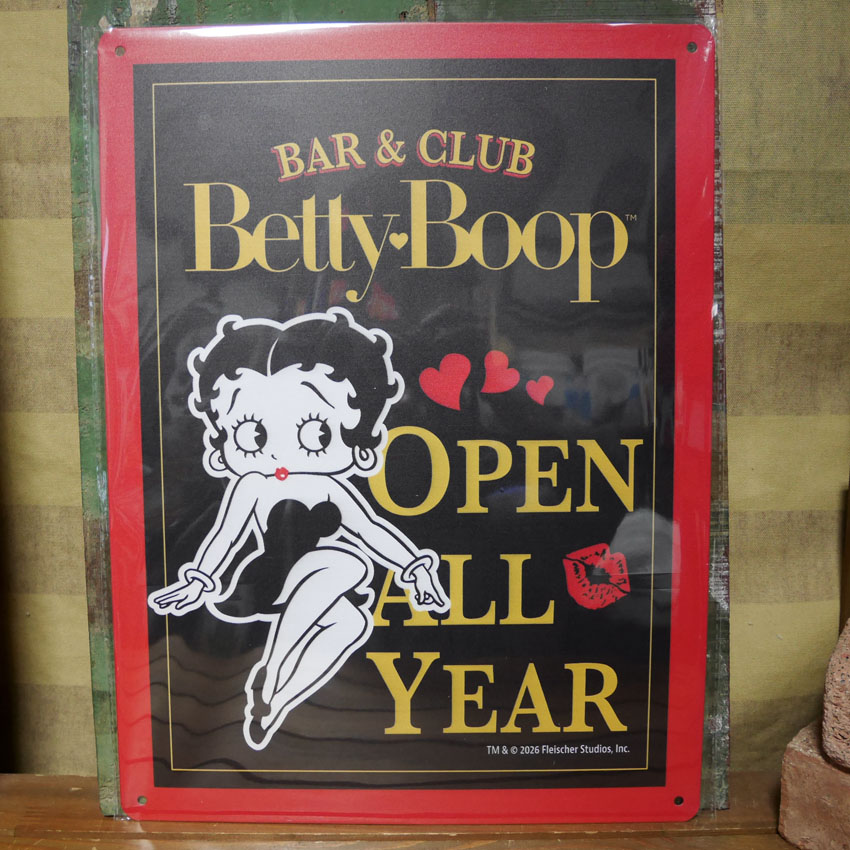 BAR & CLUB
Betty♥Boop™
OPEN
ALL
YEAR
TM & © 2026 Fleischer Studios, Inc.